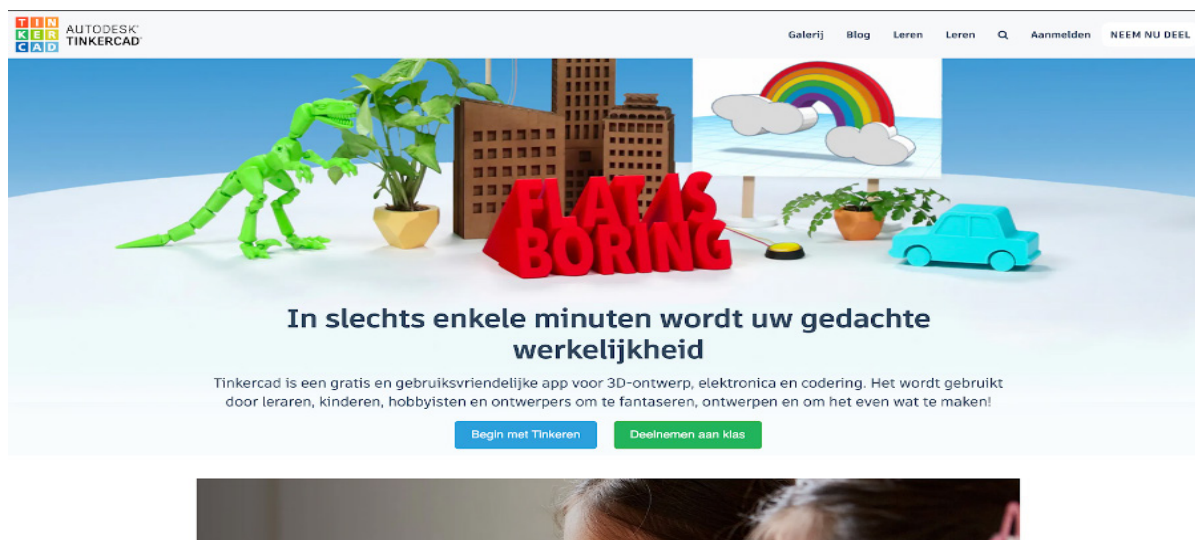 TIN
KER
CAD
AUTODESK®
TINKERCAD®
Galerij Blog Leren Leren Aanmelden NEEM NU DEEL
FLAT IS
BORING
In slechts enkele minuten wordt uw gedachte
werkelijkheid
Tinkercad is een gratis en gebruiksvriendelijke app voor 3D-ontwerp, elektronica en codering. Het wordt gebruikt
door leraren, kinderen, hobbyisten en ontwerpers om te fantaseren, ontwerpen en om het even wat te maken!
Begin met Tinkeren Deelnemen aan klas